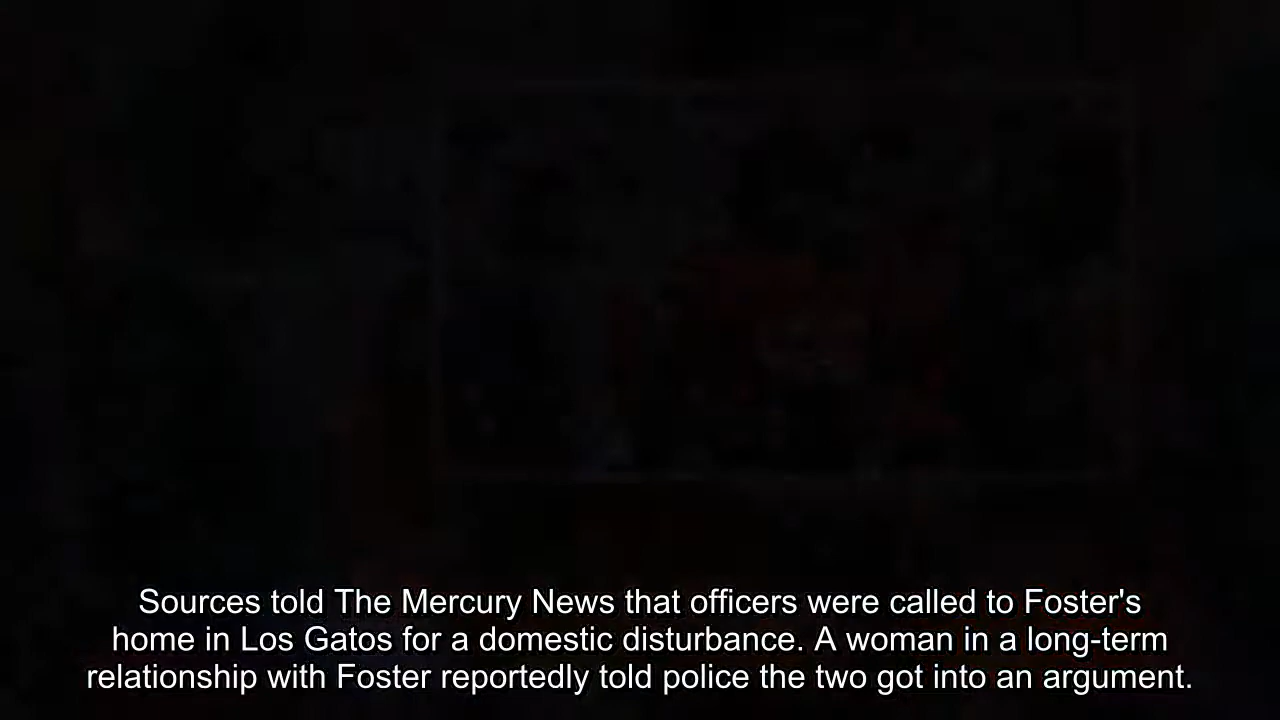 Sources told The Mercury News that officers were called to Foster's
home in Los Gatos for a domestic disturbance. A woman in a long-term
relationship with Foster reportedly told police the two got into an argument.